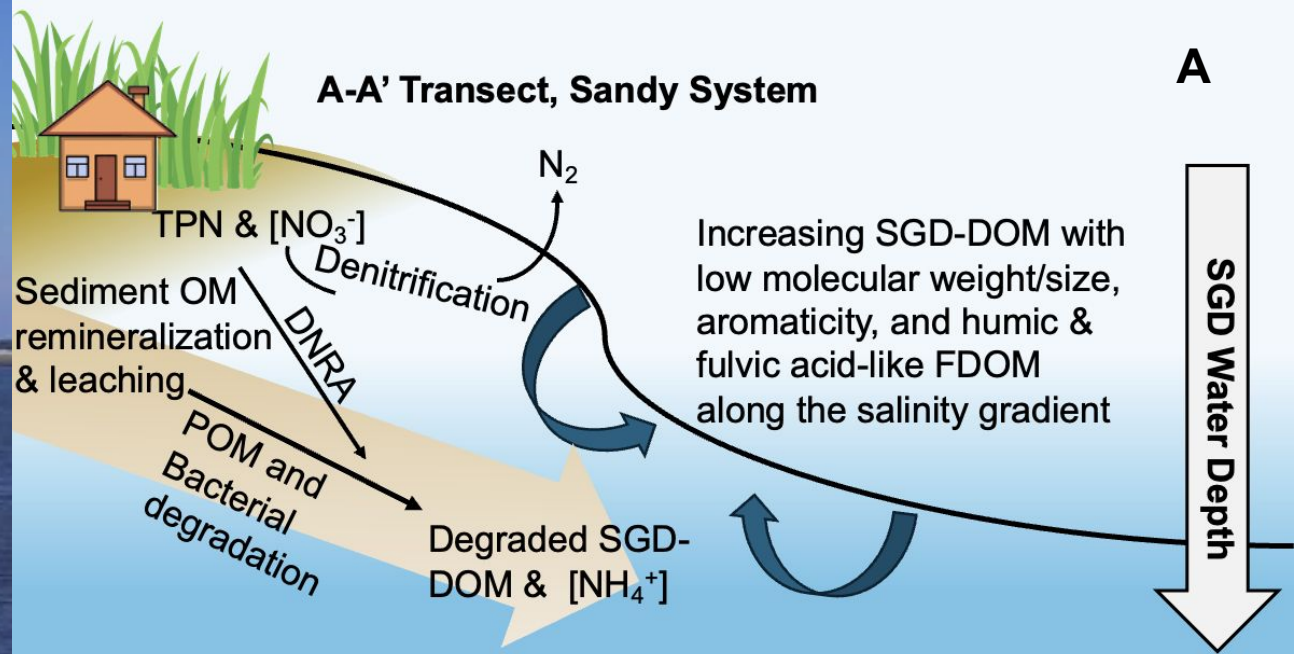 A-A’ Transect, Sandy System
A
N₂
TPN & [NO₃⁻]
Denitrification
Sediment OM
remineralization
& leaching
DNRA
POM and
Bacterial
degradation
Degraded SGD-
DOM & [NH₄⁺]
Increasing SGD-DOM with
low molecular weight/size,
aromaticity, and humic &
fulvic acid-like FDOM
along the salinity gradient
SGD Water Depth